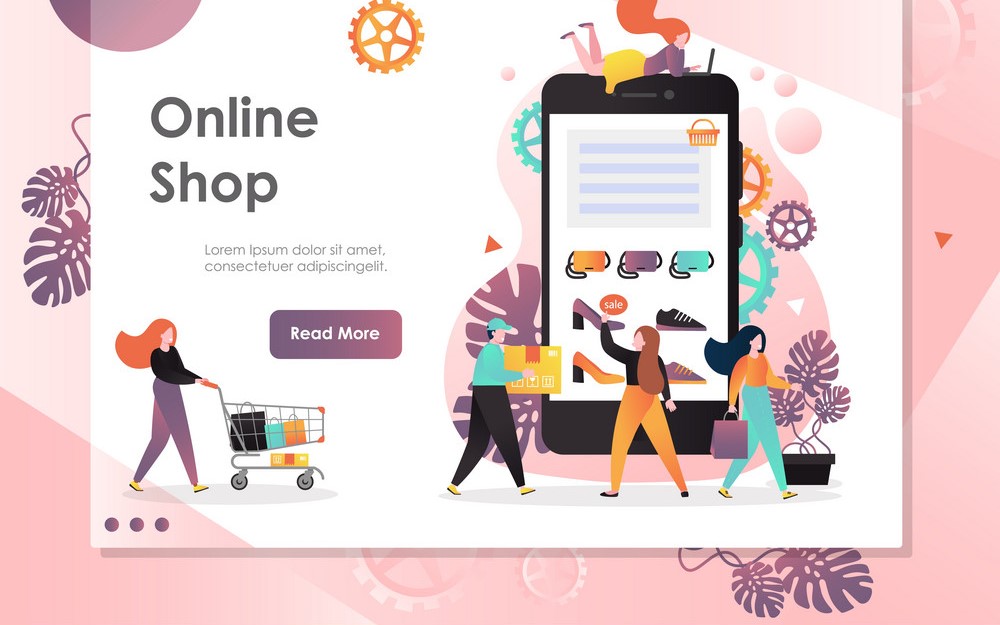 Online
Shop
Lorem Ipsum dolor sit amet,
consectetuer adipiscingelit.
Read More
sale